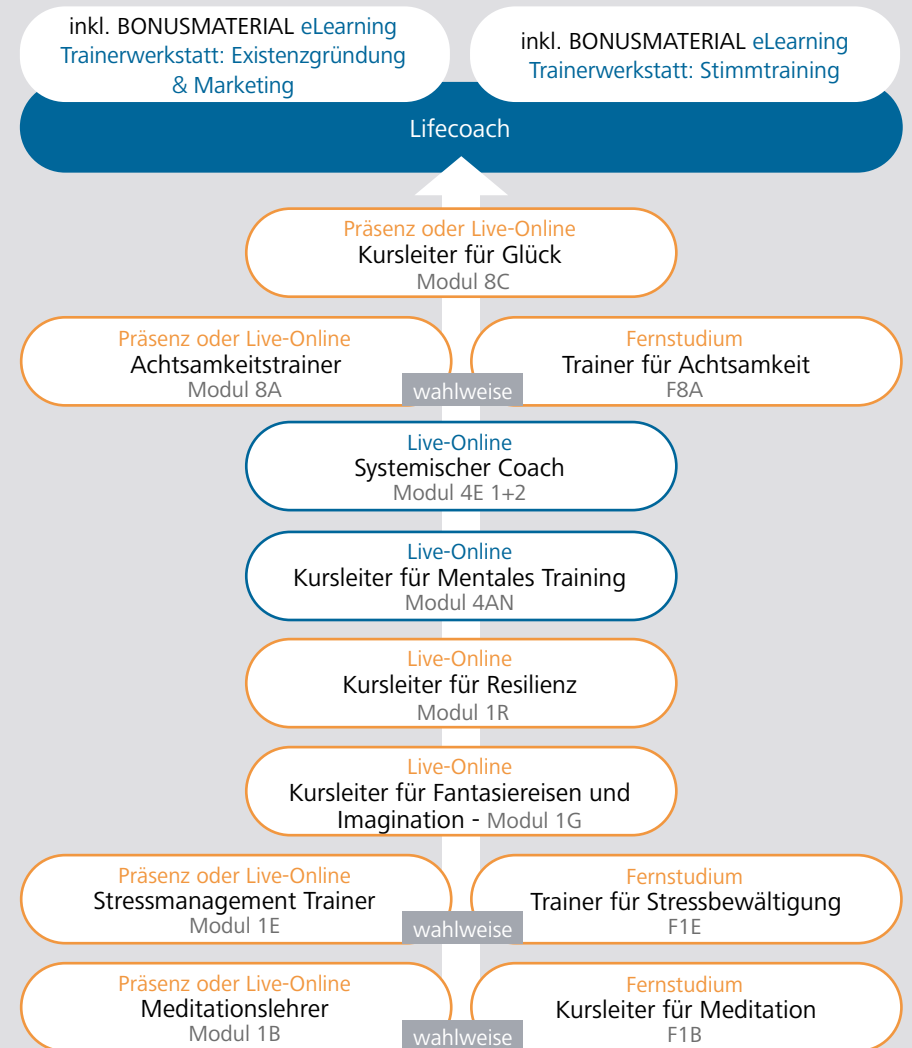 inkl. BONUSMATERIAL eLearning
Trainerwerkstatt: Existenzgründung
& Marketing
inkl. BONUSMATERIAL eLearning
Trainerwerkstatt: Stimmtraining
Lifecoach
Präsenz oder Live-Online
Kursleiter für Glück
Modul 8C
Präsenz oder Live-Online
Achtsamkeitstrainer
Modul 8A
wahlweise
Fernstudium
Trainer für Achtsamkeit
F8A
Live-Online
Systemischer Coach
Modul 4E 1+2
Live-Online
Kursleiter für Mentales Training
Modul 4AN
Live-Online
Kursleiter für Resilienz
Modul 1R
Live-Online
Kursleiter für Fantasiereisen und
Imagination - Modul 1G
Präsenz oder Live-Online
Stressmanagement Trainer
Modul 1E
wahlweise
Fernstudium
Trainer für Stressbewältigung
F1E
Präsenz oder Live-Online
Meditationslehrer
Modul 1B
wahlweise
Fernstudium
Kursleiter für Meditation
F1B